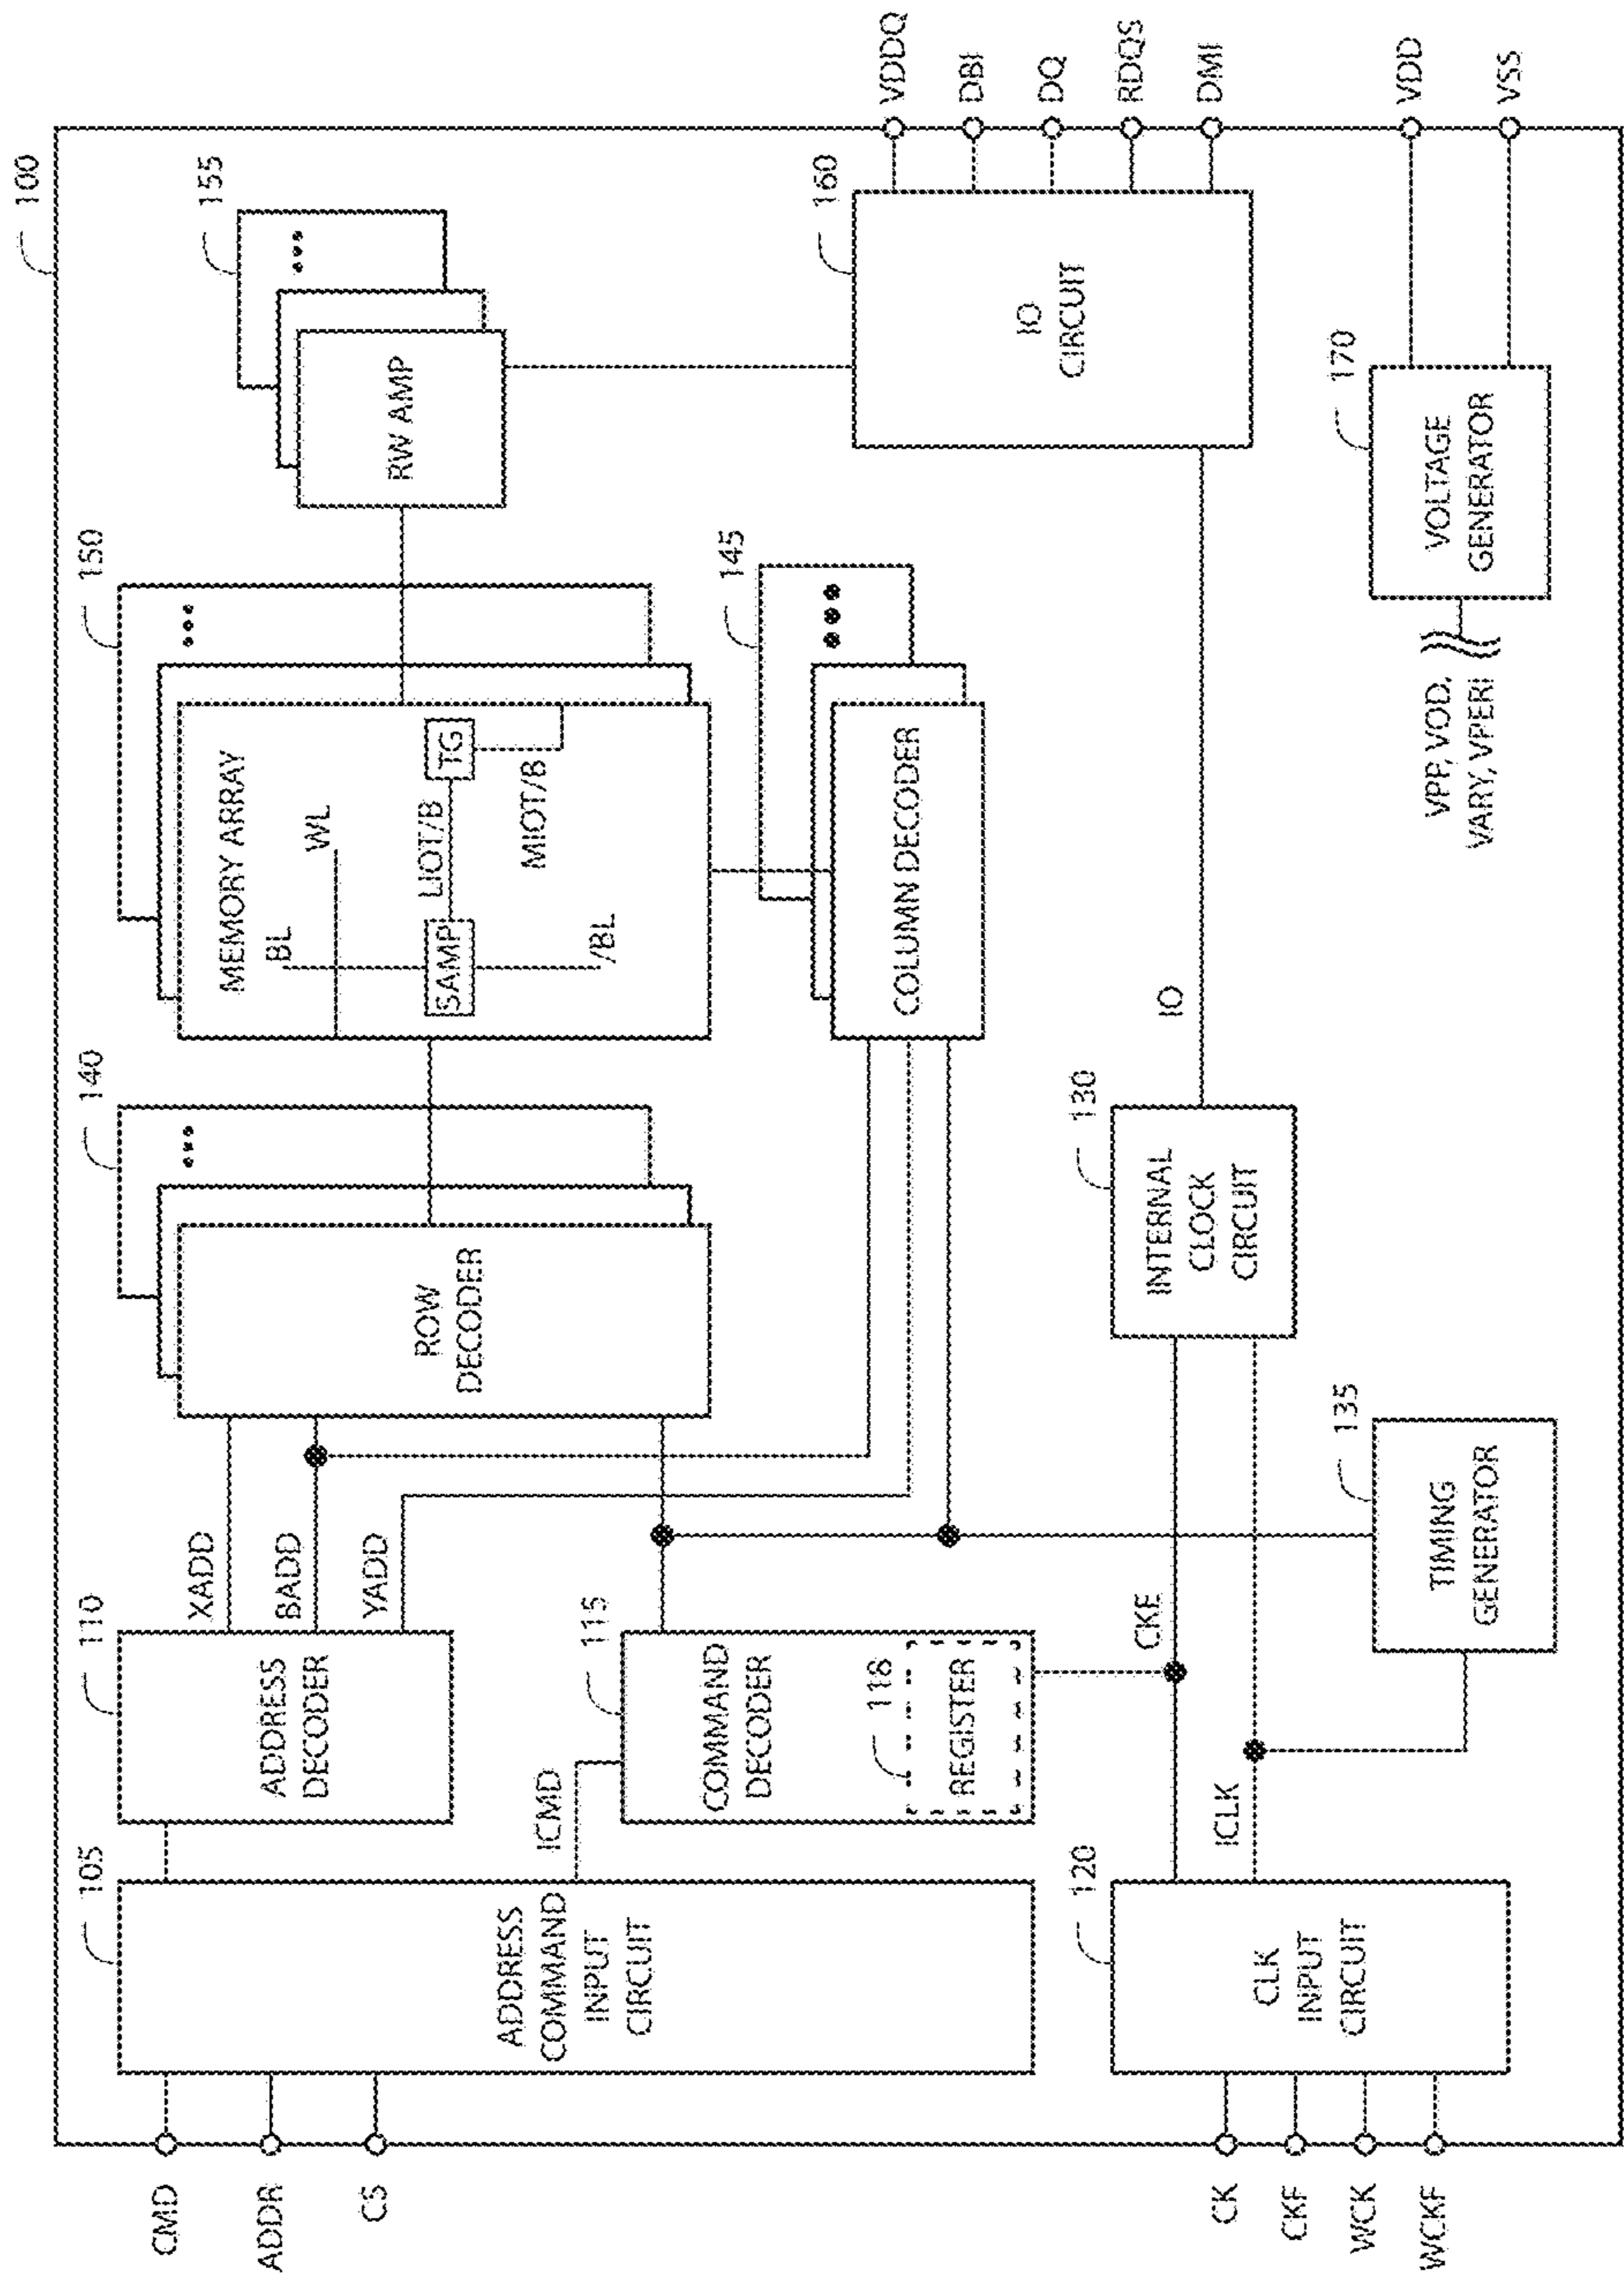 100
CMD
ADDR
CS
105
ADDRESS
COMMAND
INPUT
CIRCUIT
110
ADDRESS
DECODER
XADD
BADD
YADD
ICMD
115
COMMAND
DECODER
118
REGISTER
140
ROW
DECODER
150
MEMORY ARRAY
BL
WL
SAMP
LIOT/B
TG
MIOT/B
/BL
155
RW AMP
145
COLUMN DECODER
160
IO
CIRCUIT
VDDQ
DBI
DQ
RDQS
DMI
CK
CKF
WCK
WCKF
120
CLK
INPUT
CIRCUIT
CKE
ICLK
130
INTERNAL
CLOCK
CIRCUIT
IO
135
TIMING
GENERATOR
170
VOLTAGE
GENERATOR
VPP, VOD,
VARY, VPERI
VDD
VSS